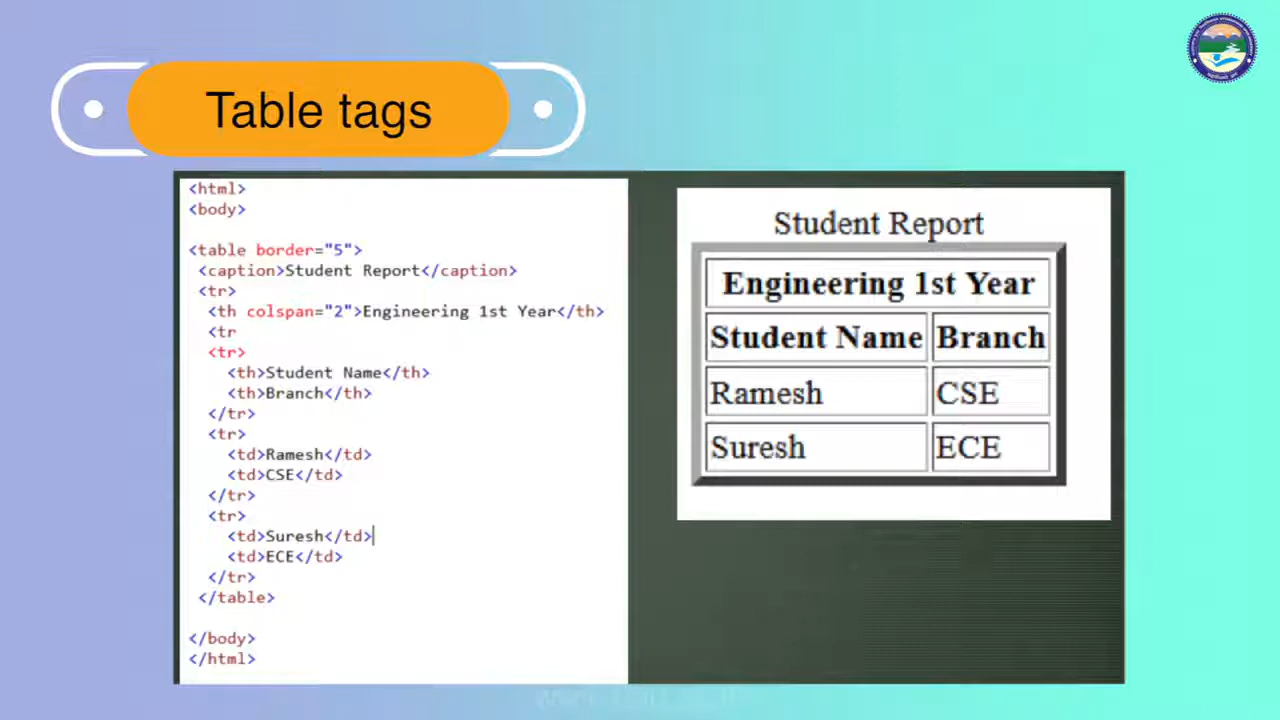 Table tags
<html>
<body>
<table border="5">
<caption>Student Report</caption>
<tr>
<th colspan="2">Engineering 1st Year</th>
<tr
<tr>
<th>Student Name</th>
<th>Branch</th>
</tr>
<tr>
<td>Ramesh</td>
<td>CSE</td>
</tr>
<tr>
<td>Suresh</td>
<td>ECE</td>
</tr>
</table>
</body>
</html>
Student Report
Engineering 1st Year
Student Name Branch
Ramesh CSE
Suresh ECE